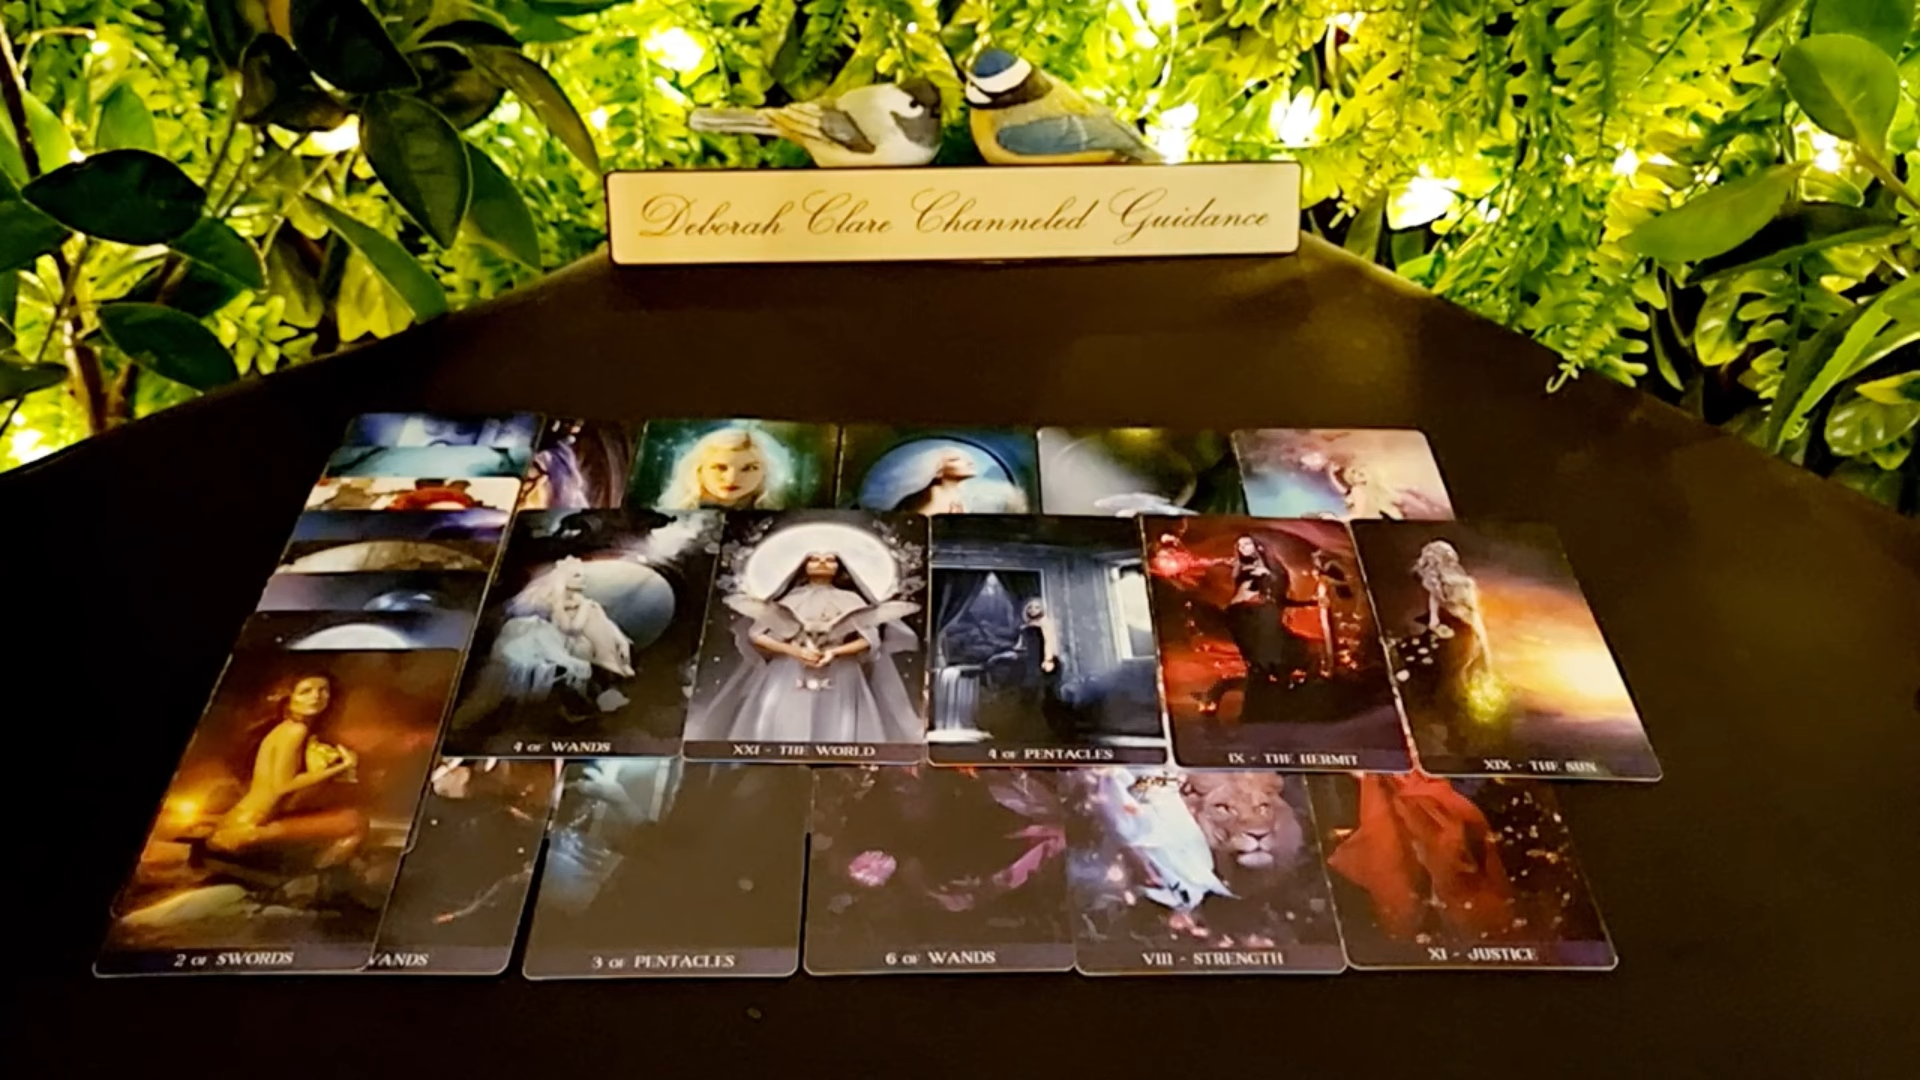 Deborah Clare Channeled Guidance
4 OF WANDS
XXI - THE WORLD
4 OF PENTACLES
IX - THE HERMIT
XIX - THE SUN
2 OF SWORDS
WANDS
3 OF PENTACLES
6 OF WANDS
VIII - STRENGTH
XI - JUSTICE